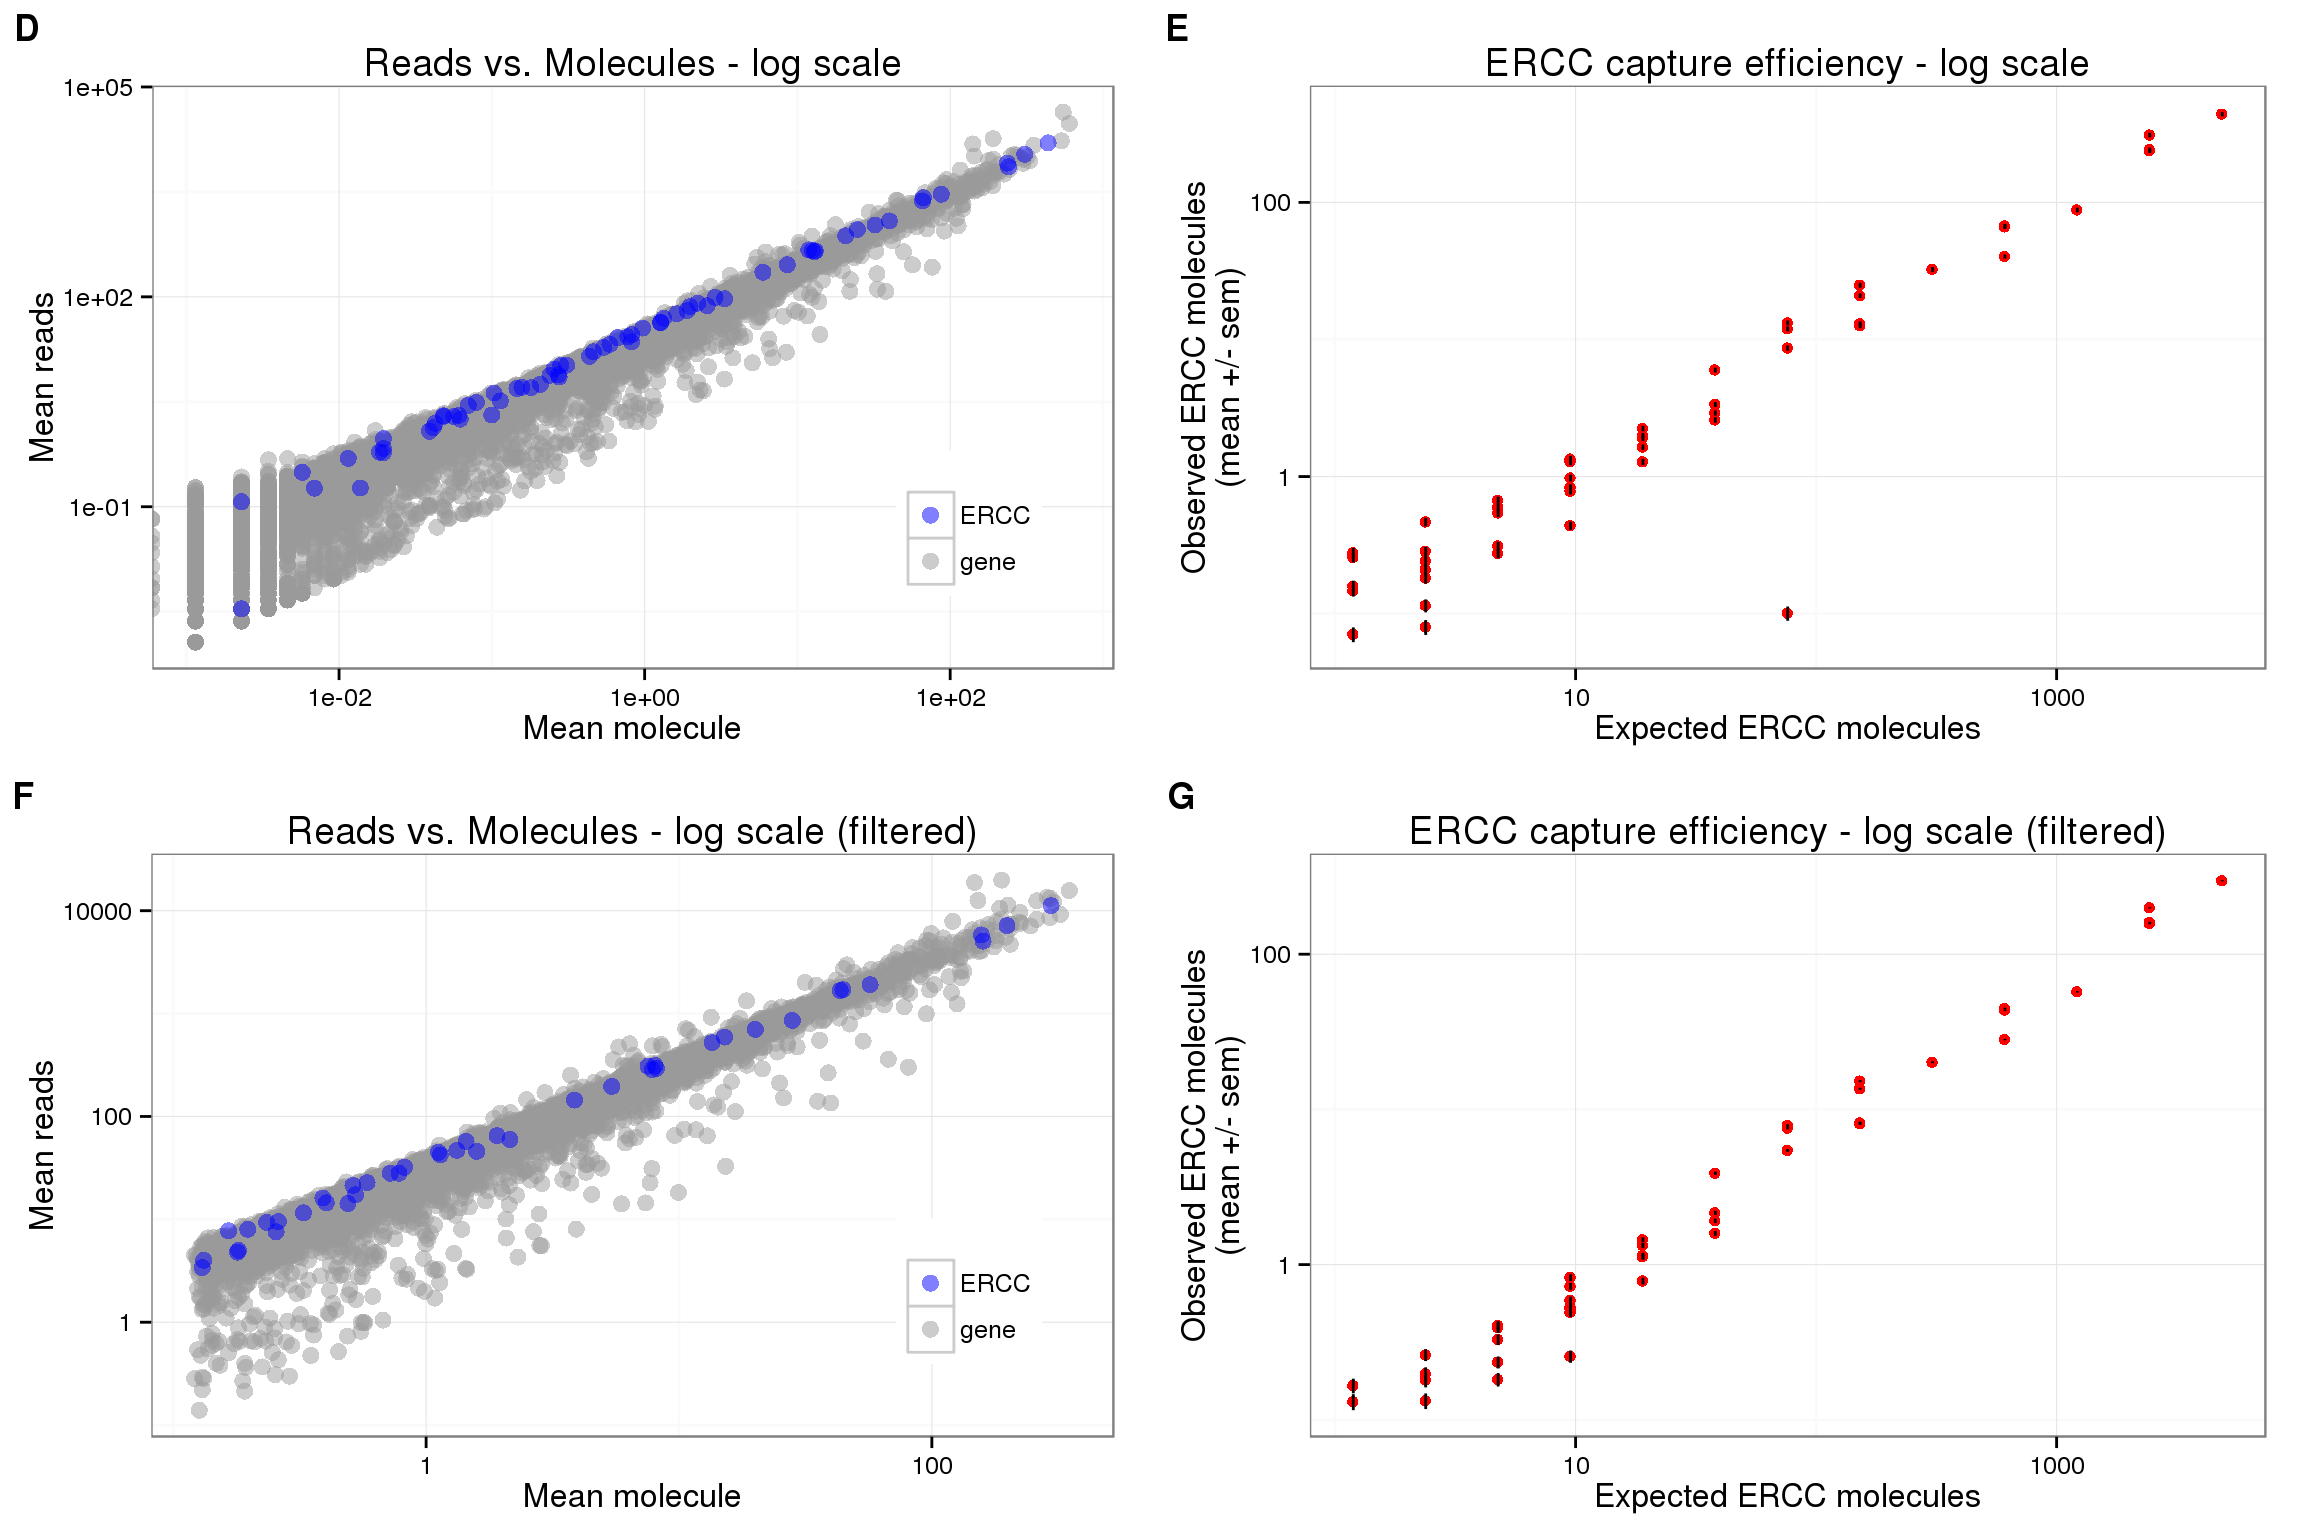 D
Reads vs. Molecules - log scale
1e+05
1e+02
1e-01
Mean reads
ERCC
gene
1e-02
1e+00
1e+02
Mean molecule
E
ERCC capture efficiency - log scale
100
1
Observed ERCC molecules
(mean +/- sem)
10
1000
Expected ERCC molecules
F
Reads vs. Molecules - log scale (filtered)
10000
100
1
Mean reads
ERCC
gene
1
100
Mean molecule
G
ERCC capture efficiency - log scale (filtered)
100
1
Observed ERCC molecules
(mean +/- sem)
10
1000
Expected ERCC molecules